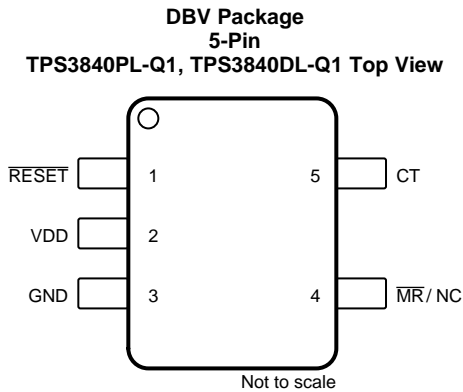 DBV Package
5-Pin
TPS3840PL-Q1, TPS3840DL-Q1 Top View
RESET 1 5 CT
VDD 2
GND 3 4 MR / NC
Not to scale